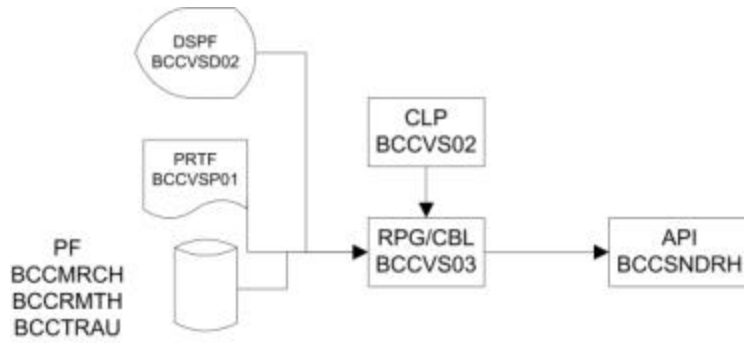 DSPF
BCCVSD02
CLP
BCCVS02
PRTF
BCCVSP01
RPG/CBL
BCCVS03
API
BCCSNDRH
PF
BCCMRCH
BCCRMTH
BCCTRAU